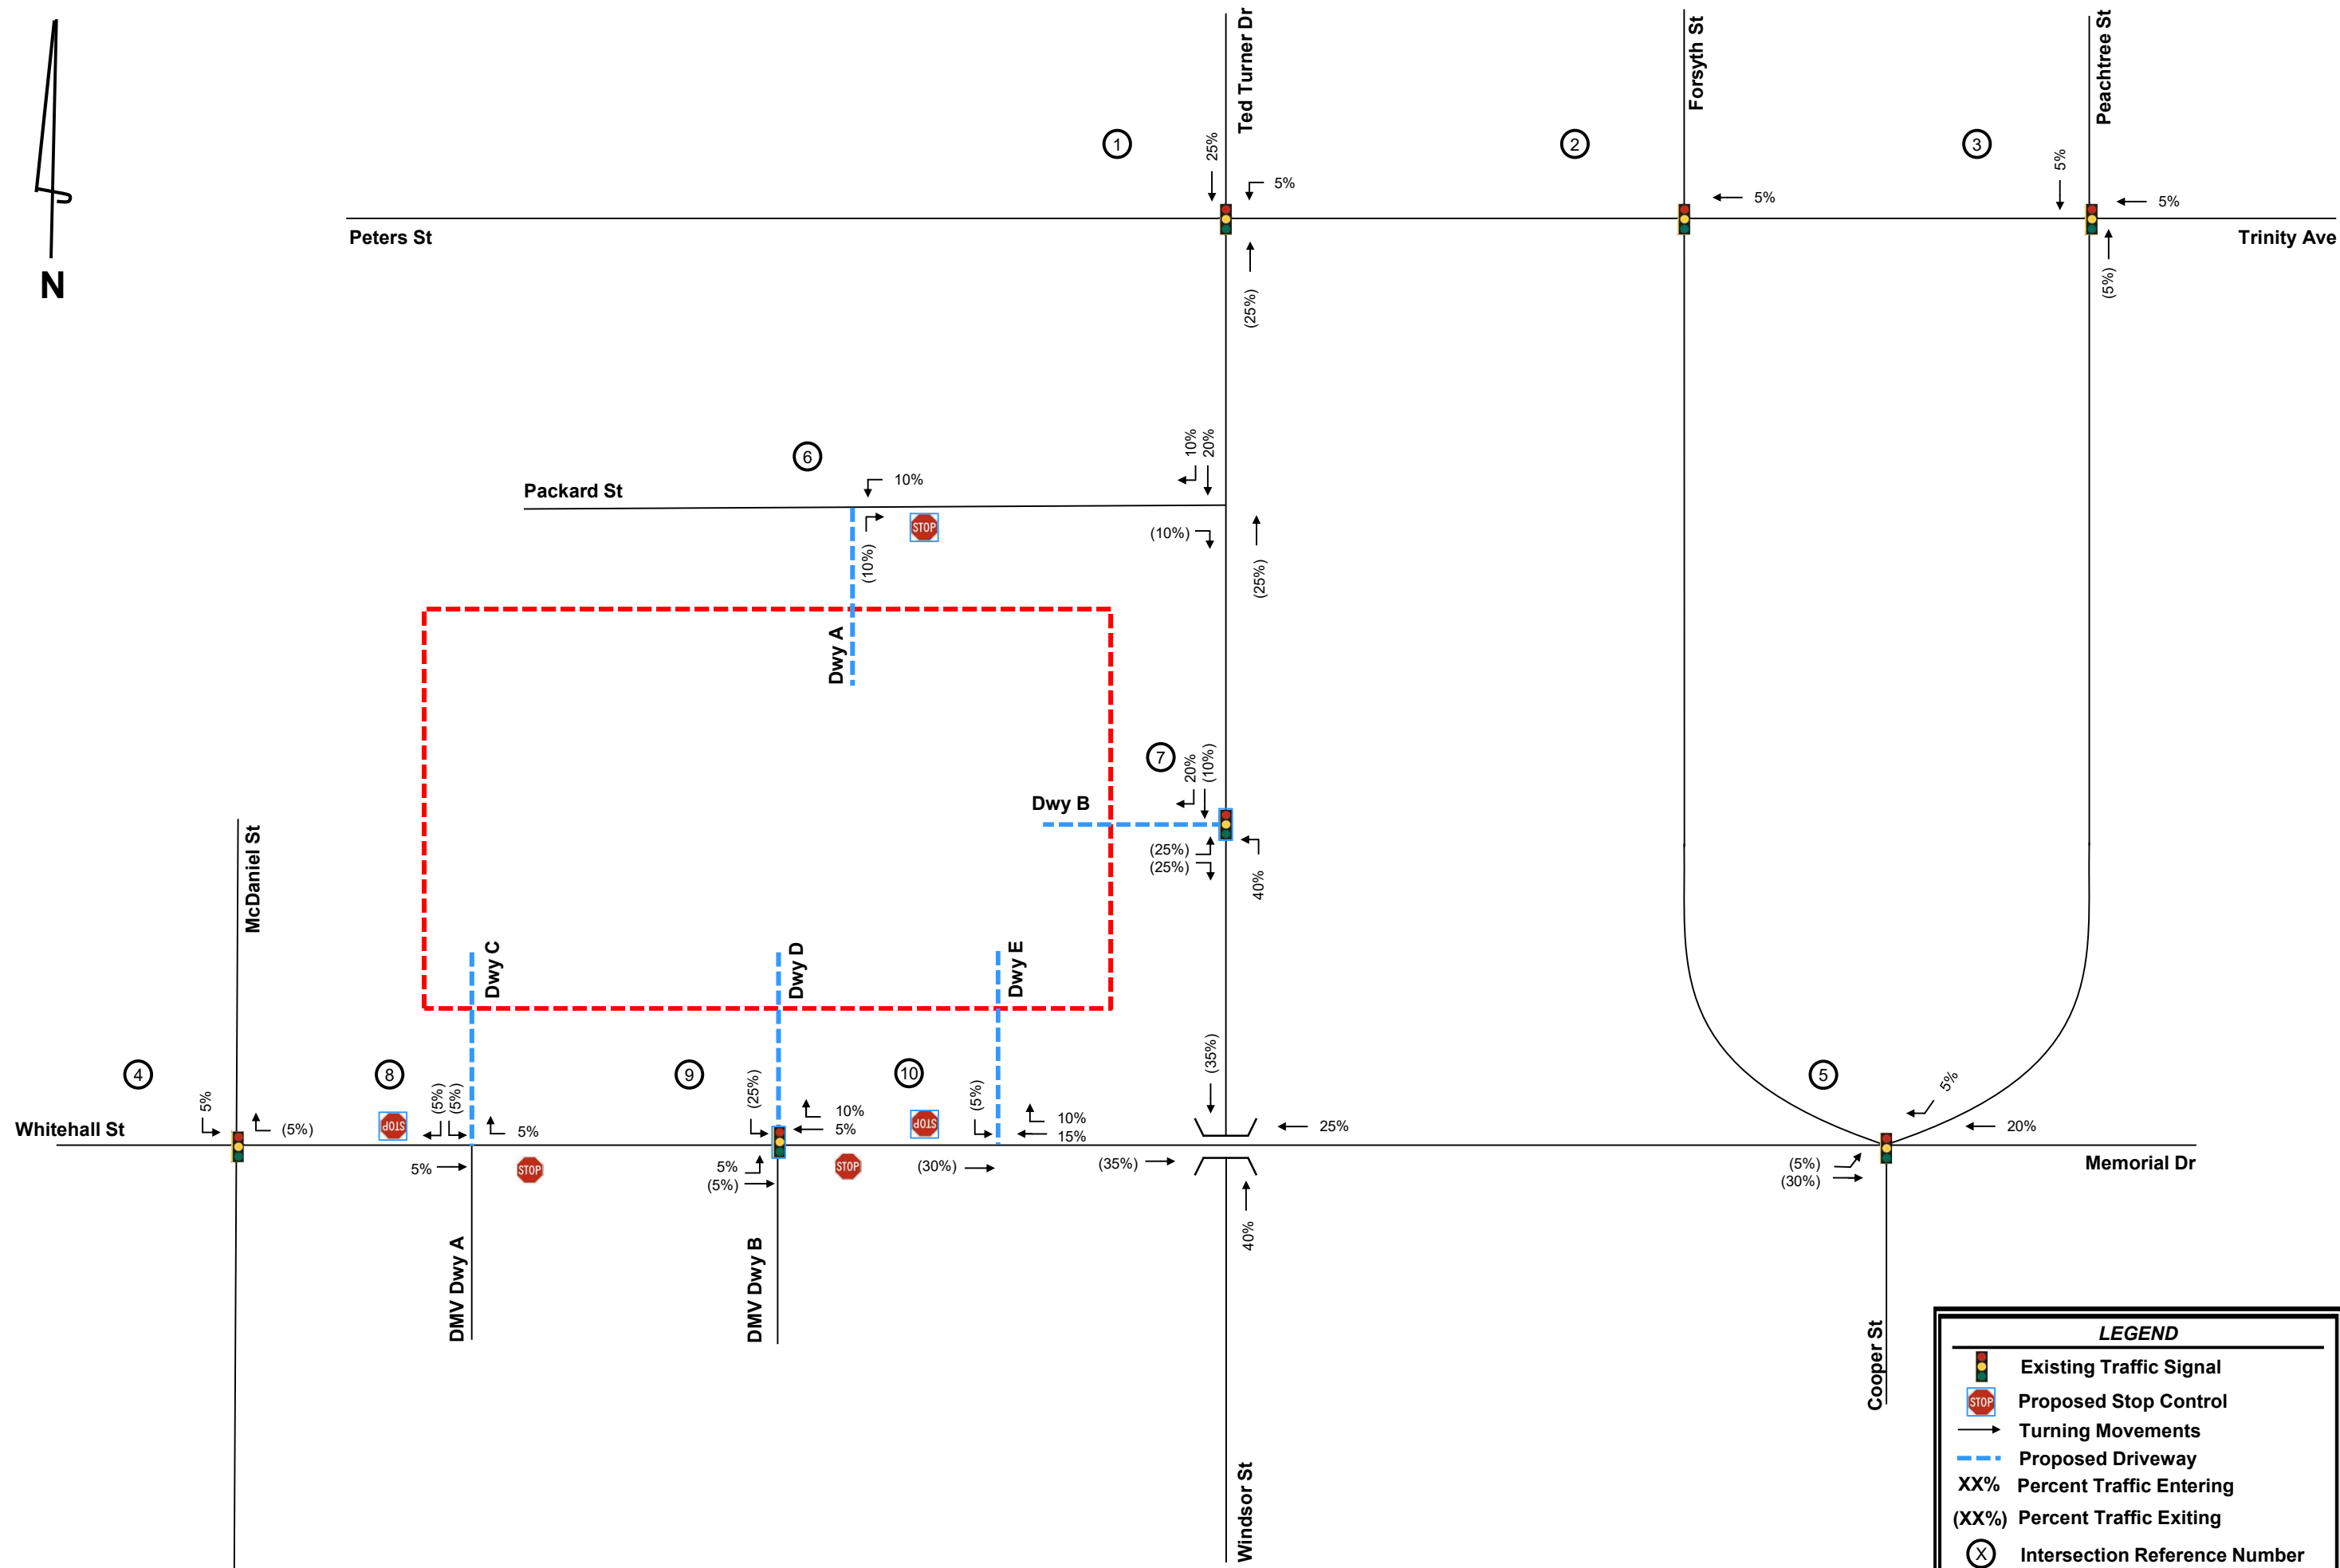 Ted Turner Dr
Forsyth St
Peachtree St
1
2
3
25%
5%
5%
5%
5%
Peters St
Trinity Ave
N
(25%)
(5%)
10%
20%
6
10%
Packard St
STOP
(10%)
(10%)
(25%)
Dwy A
7
20%
(10%)
Dwy B
(25%)
(25%)
40%
McDaniel St
Dwy C
Dwy D
Dwy E
4
8
9
10
5
5%
(5%)
(5%)
(5%)
(25%)
(5%)
(35%)
5%
Whitehall St
STOP
5%
10%
5%
STOP
10%
15%
25%
20%
5%
STOP
5%
(5%)
STOP
(30%)
(35%)
(5%)
(30%)
Memorial Dr
40%
DMV Dwy A
DMV Dwy B
Windsor St
Cooper St
LEGEND
Existing Traffic Signal
STOP Proposed Stop Control
Turning Movements
Proposed Driveway
XX% Percent Traffic Entering
(XX%) Percent Traffic Exiting
X Intersection Reference Number